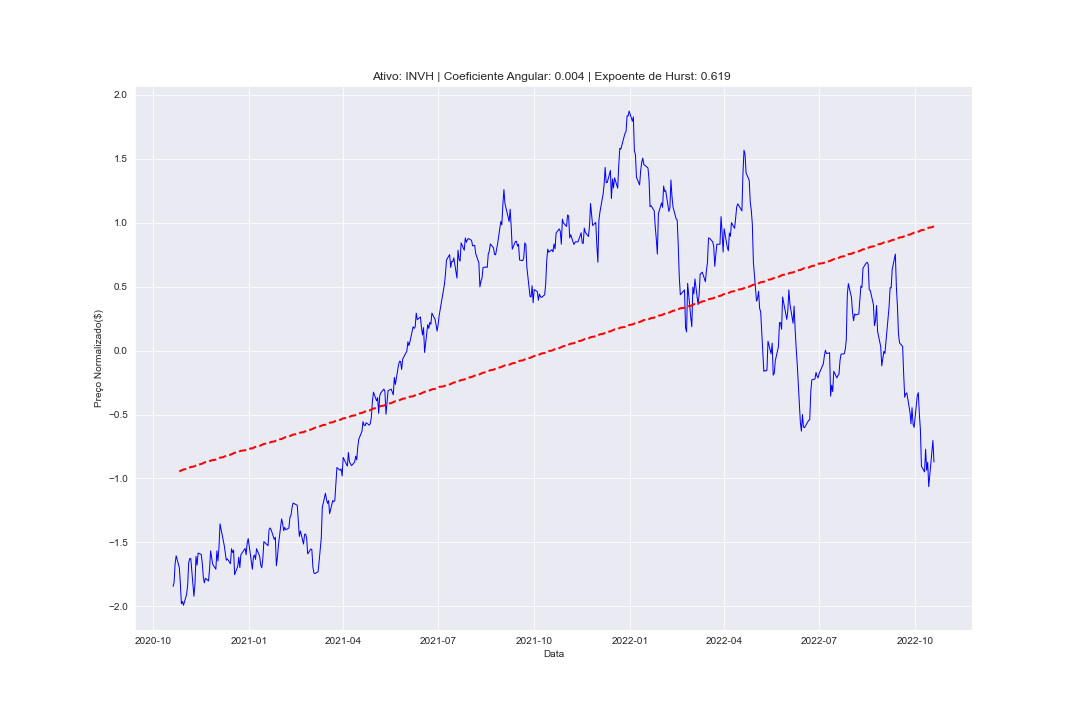 Ativo: INVH | Coeficiente Angular: 0.004 | Expoente de Hurst: 0.619
Preço Normalizado($)
2.0
1.5
1.0
0.5
0.0
−0.5
−1.0
−1.5
−2.0
2020-10 2021-01 2021-04 2021-07 2021-10 2022-01 2022-04 2022-07 2022-10
Data